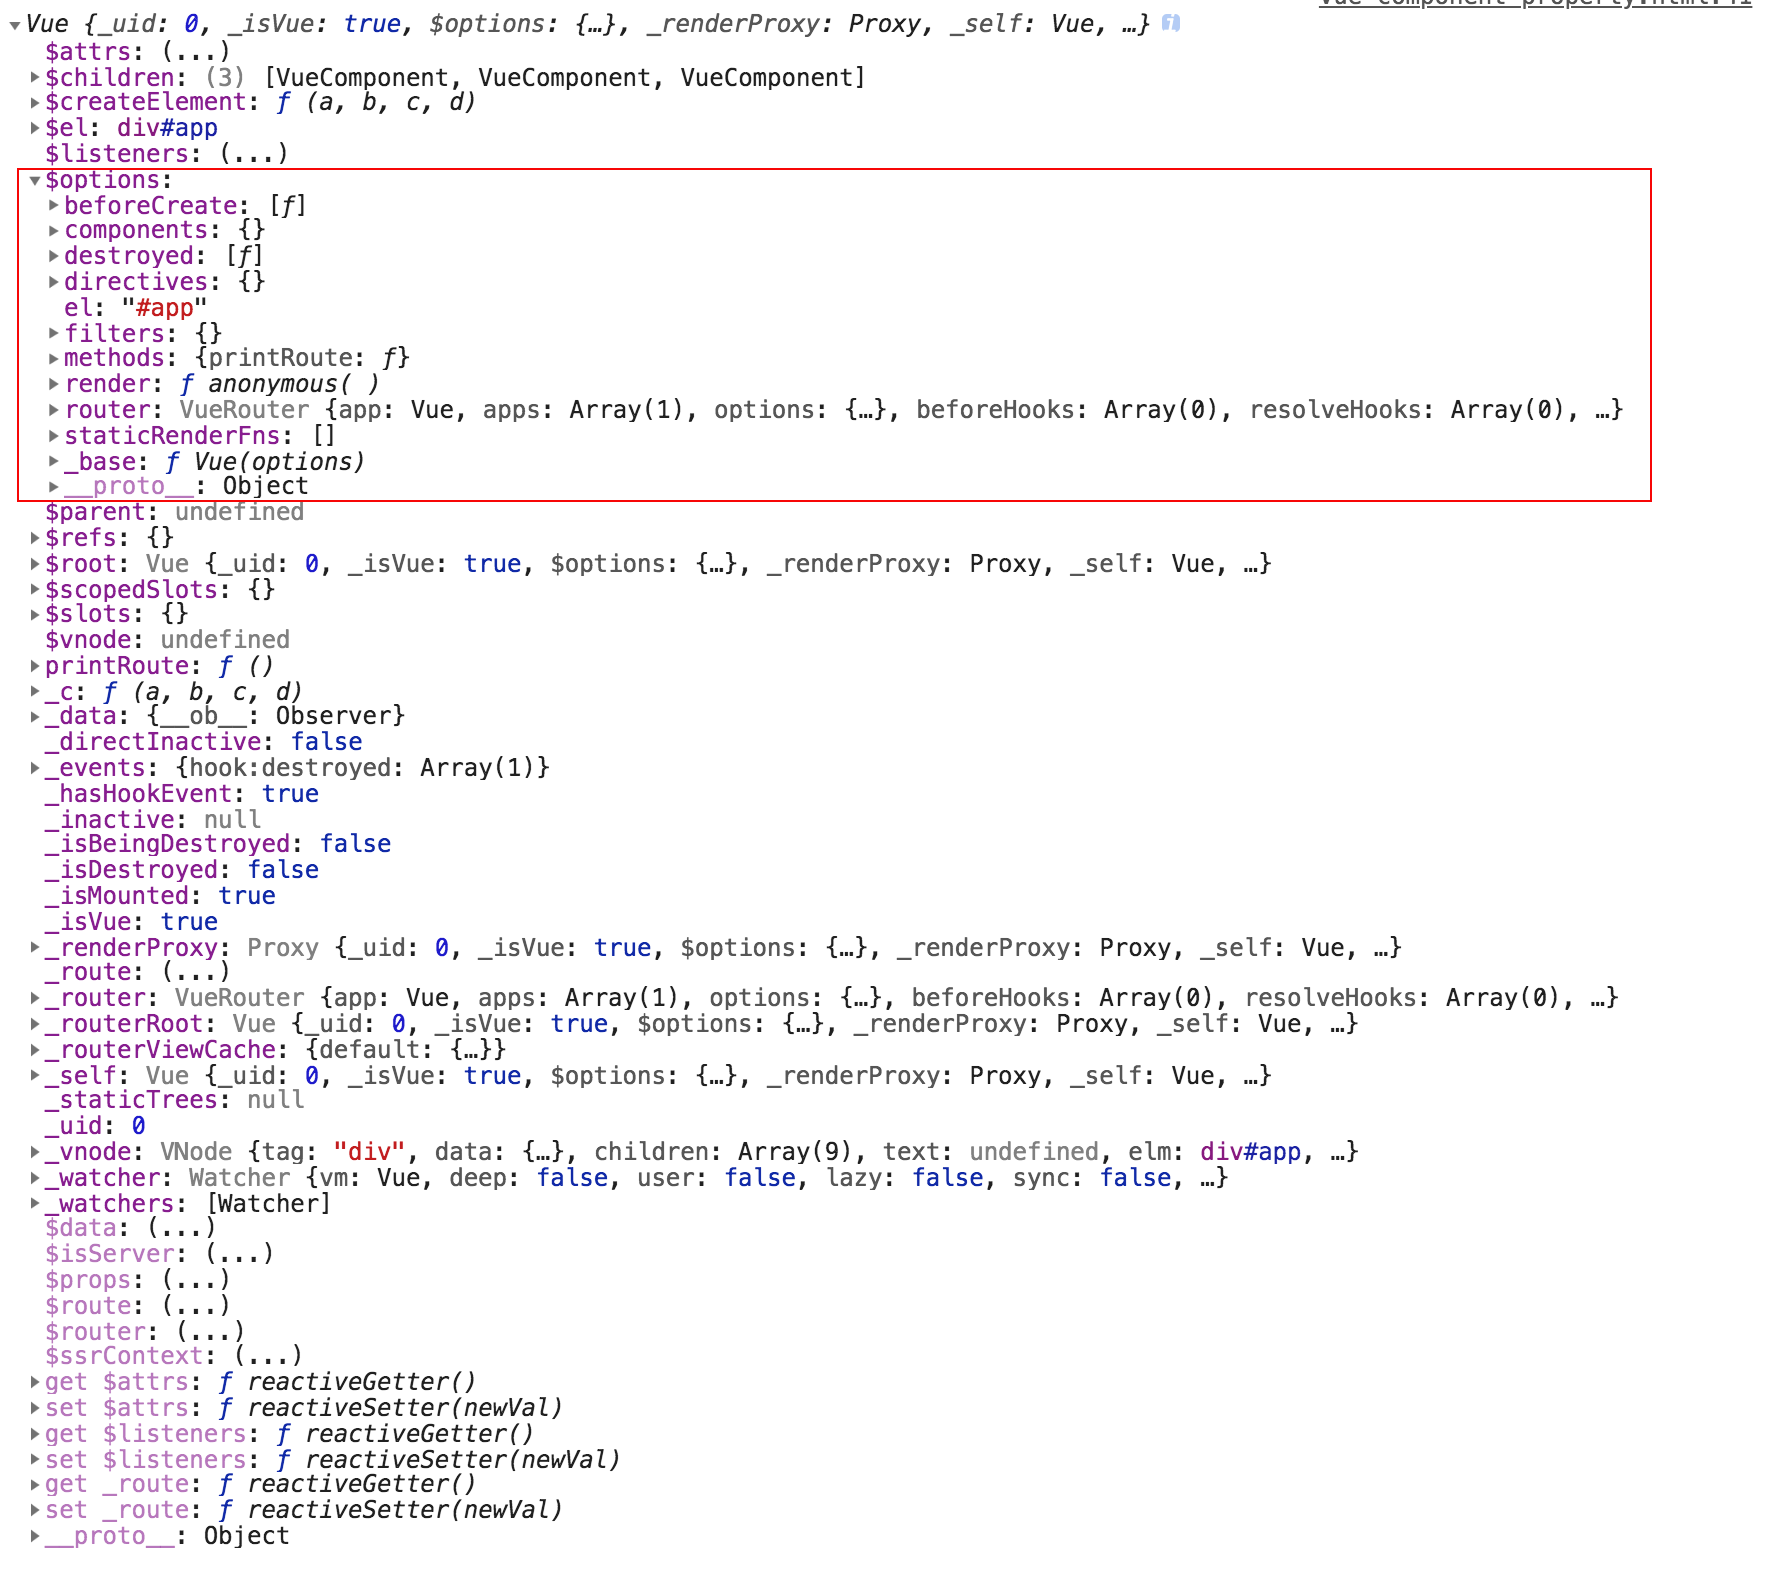 Vue {_uid: 0, _isVue: true, $options: {…}, _renderProxy: Proxy, _self: Vue, …}
$attrs: (...)
$children: (3) [VueComponent, VueComponent, VueComponent]
$createElement: ƒ (a, b, c, d)
$el: div#app
$listeners: (...)
$options:
beforeCreate: [ƒ]
components: {}
destroyed: [ƒ]
directives: {}
el: "#app"
filters: {}
methods: {printRoute: ƒ}
render: ƒ anonymous( )
router: VueRouter {app: Vue, apps: Array(1), options: {…}, beforeHooks: Array(0), resolveHooks: Array(0), …}
staticRenderFns: []
_base: ƒ Vue(options)
__proto__: Object
$parent: undefined
$refs: {}
$root: Vue {_uid: 0, _isVue: true, $options: {…}, _renderProxy: Proxy, _self: Vue, …}
$scopedSlots: {}
$slots: {}
$vnode: undefined
printRoute: ƒ ()
_c: ƒ (a, b, c, d)
_data: {__ob__: Observer}
_directInactive: false
_events: {hook:destroyed: Array(1)}
_hasHookEvent: true
_inactive: null
_isBeingDestroyed: false
_isDestroyed: false
_isMounted: true
_isVue: true
_renderProxy: Proxy {_uid: 0, _isVue: true, $options: {…}, _renderProxy: Proxy, _self: Vue, …}
_route: (...)
_router: VueRouter {app: Vue, apps: Array(1), options: {…}, beforeHooks: Array(0), resolveHooks: Array(0), …}
_routerRoot: Vue {_uid: 0, _isVue: true, $options: {…}, _renderProxy: Proxy, _self: Vue, …}
_routerViewCache: {default: {…}}
_self: Vue {_uid: 0, _isVue: true, $options: {…}, _renderProxy: Proxy, _self: Vue, …}
_staticTrees: null
_uid: 0
_vnode: VNode {tag: "div", data: {…}, children: Array(9), text: undefined, elm: div#app, …}
_watcher: Watcher {vm: Vue, deep: false, user: false, lazy: false, sync: false, …}
_watchers: [Watcher]
$data: (...)
$isServer: (...)
$props: (...)
$route: (...)
$router: (...)
$ssrContext: (...)
get $attrs: ƒ reactiveGetter()
set $attrs: ƒ reactiveSetter(newVal)
get $listeners: ƒ reactiveGetter()
set $listeners: ƒ reactiveSetter(newVal)
get _route: ƒ reactiveGetter()
set _route: ƒ reactiveSetter(newVal)
__proto__: Object